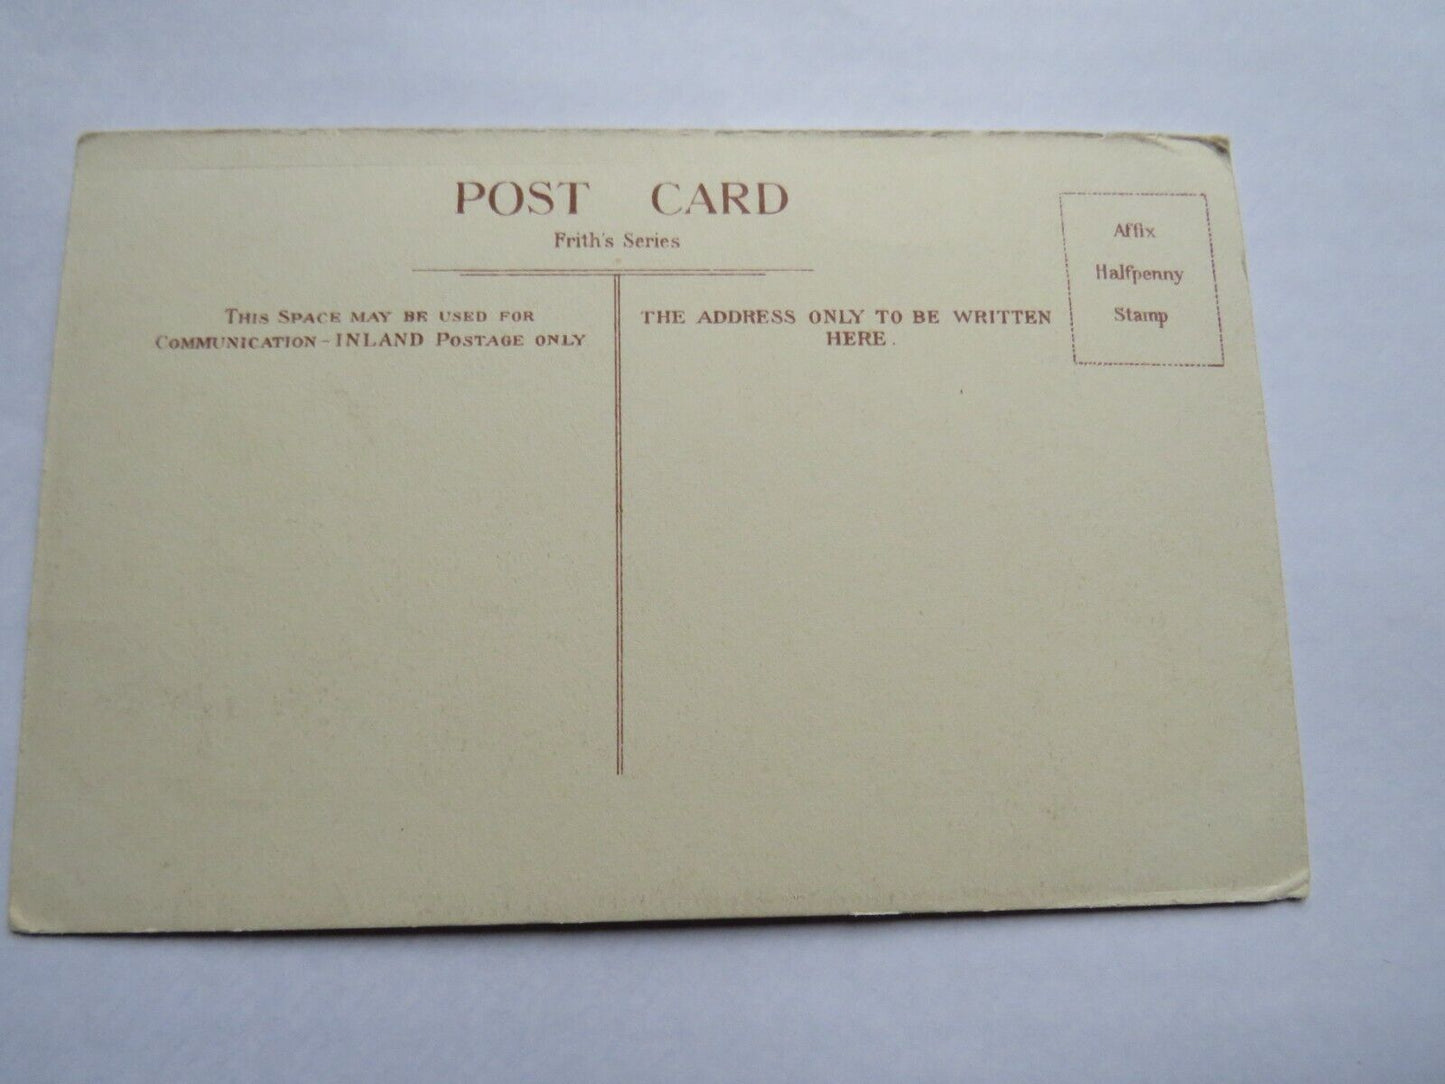 POST CARD
Frith's Series
THIS SPACE MAY BE USED FOR
COMMUNICATION - INLAND POSTAGE ONLY
THE ADDRESS ONLY TO BE WRITTEN
HERE.
Affix
Halfpenny
Stamp